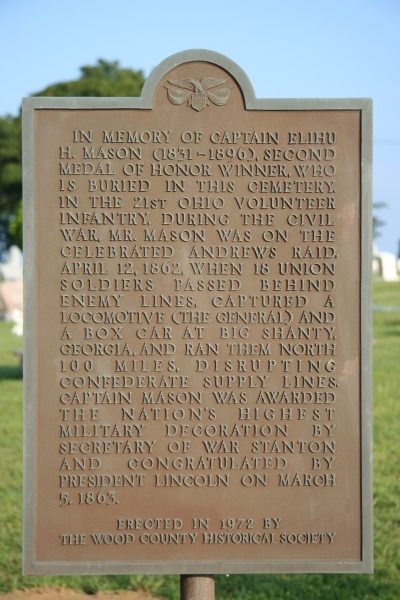 IN MEMORY OF CAPTAIN ELIHU
H. MASON (1831-1896), SECOND
MEDAL OF HONOR WINNER, WHO
IS BURIED IN THIS CEMETERY.
IN THE 21ST OHIO VOLUNTEER
INFANTRY, DURING THE CIVIL
WAR, MR. MASON WAS ON THE
CELEBRATED ANDREWS RAID,
APRIL 12, 1862, WHEN 18 UNION
SOLDIERS PASSED BEHIND
ENEMY LINES, CAPTURED A
LOCOMOTIVE (THE GENERAL) AND
A BOX CAR AT BIG SHANTY,
GEORGIA, AND RAN THEM NORTH
100 MILES, DISRUPTING
CONFEDERATE SUPPLY LINES.
CAPTAIN MASON WAS AWARDED
THE NATION'S HIGHEST
MILITARY DECORATION BY
SECRETARY OF WAR STANTON
AND CONGRATULATED BY
PRESIDENT LINCOLN ON MARCH
5, 1863.
ERECTED IN 1972 BY
THE WOOD COUNTY HISTORICAL SOCIETY